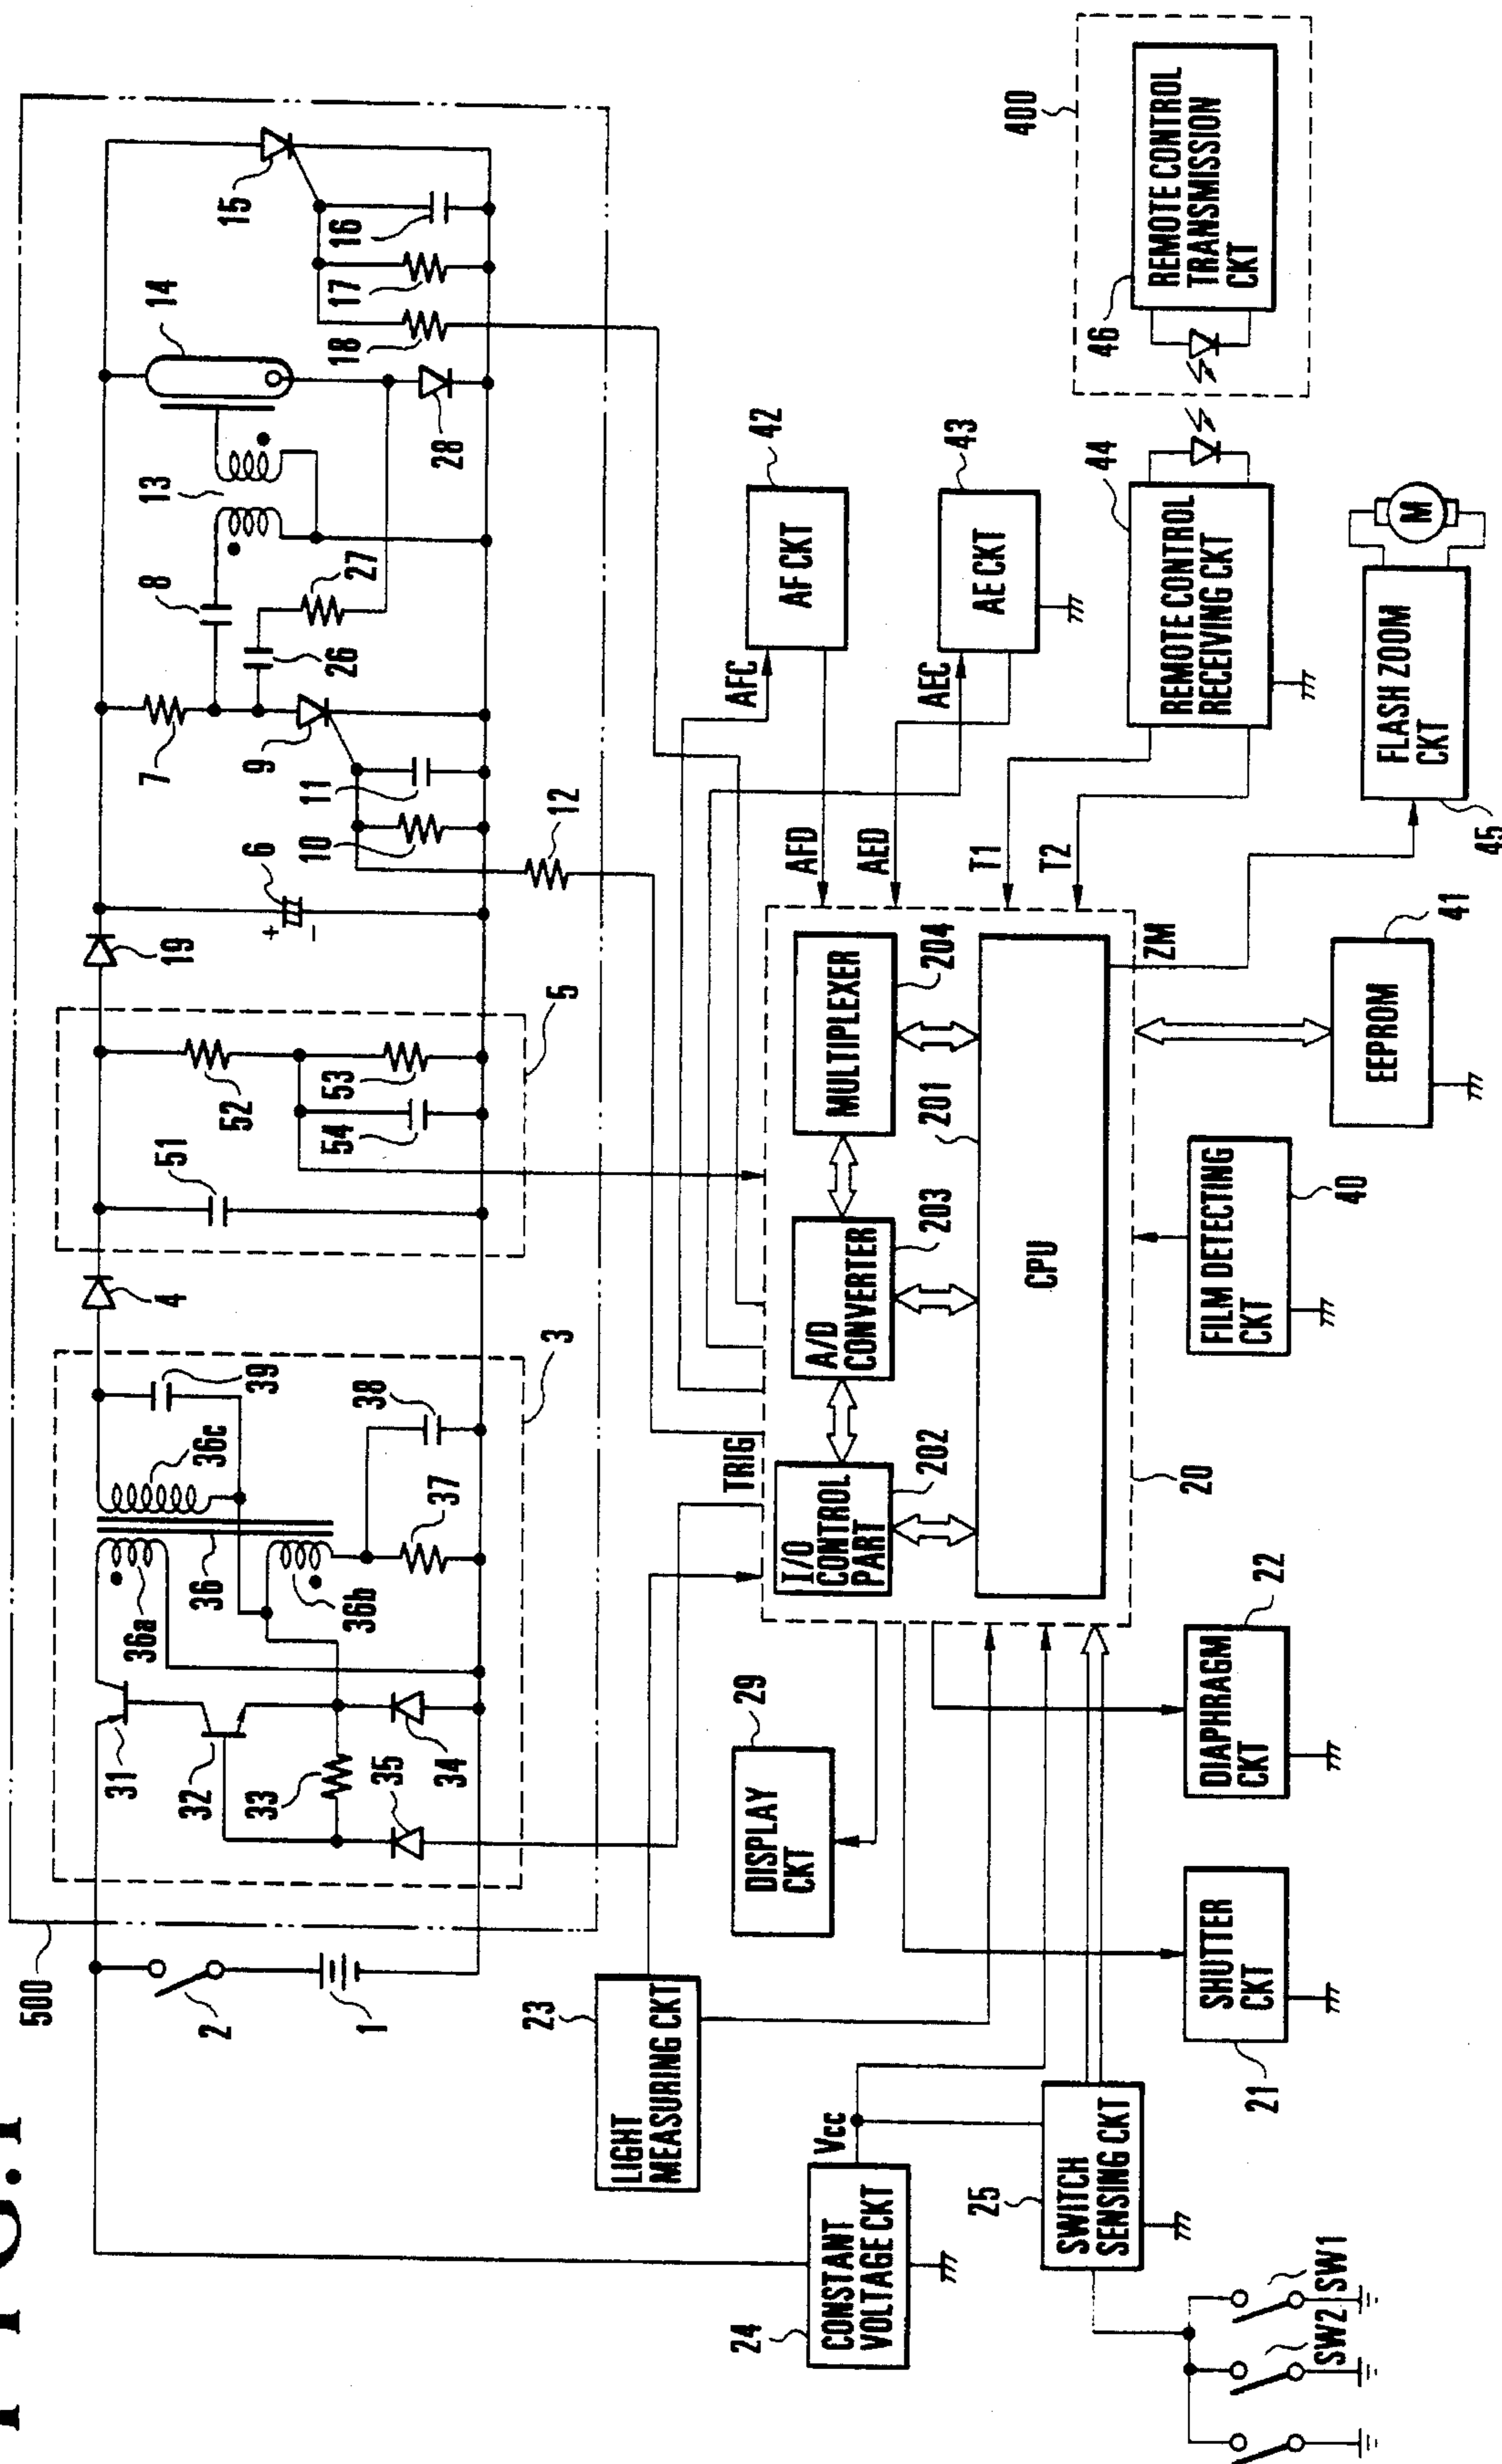 FIG.1
500
2
1
3
31
32
33
34
35
36a
36
36b
36c
37
38
39
4
5
51
52
53
54
19
6
7
8
9
10
11
12
26
27
13
14
28
15
16
17
18
23
LIGHT
MEASURING CKT
24
CONSTANT
VOLTAGE CKT
Vcc
25
SWITCH
SENSING CKT
SW2
SW1
29
DISPLAY
CKT
21
SHUTTER
CKT
22
DIAPHRAGM
CKT
TRIG
20
I/O
CONTROL
PART
202
A/D
CONVERTER
203
MULTIPLEXER
204
CPU
201
40
FILM DETECTING
CKT
41
EEPROM
ZM
45
FLASH ZOOM
CKT
M
AFC
AFD
42
AF CKT
AEC
AED
43
AE CKT
T1
T2
44
REMOTE CONTROL
RECEIVING CKT
400
46
REMOTE CONTROL
TRANSMISSION
CKT